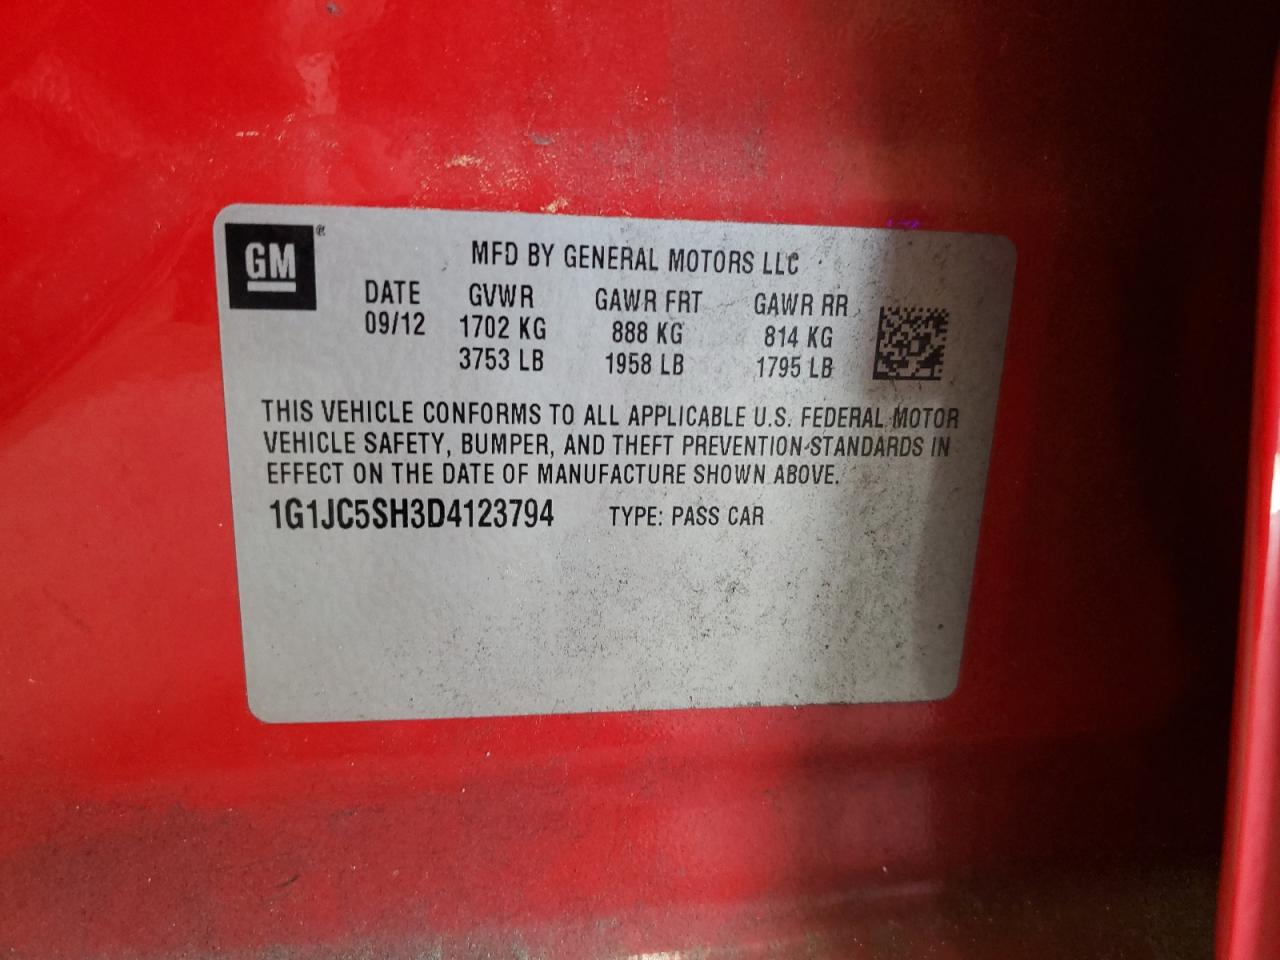 GM ®
MFD BY GENERAL MOTORS LLC
DATE GVWR GAWR FRT GAWR RR
09/12 1702 KG 888 KG 814 KG
3753 LB 1958 LB 1795 LB
THIS VEHICLE CONFORMS TO ALL APPLICABLE U.S. FEDERAL MOTOR
VEHICLE SAFETY, BUMPER, AND THEFT PREVENTION STANDARDS IN
EFFECT ON THE DATE OF MANUFACTURE SHOWN ABOVE.
1G1JC5SH3D4123794 TYPE: PASS CAR